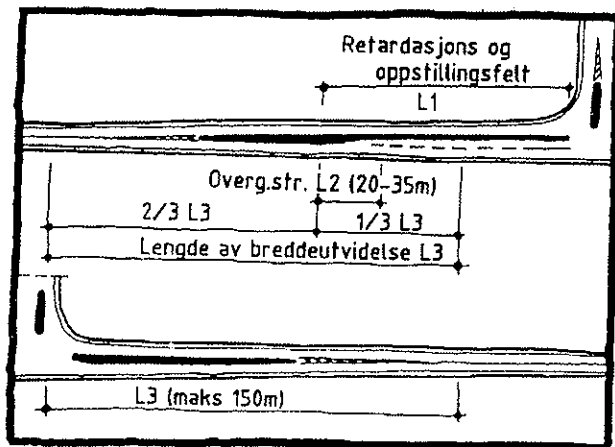 Retardasjons og
oppstillingsfelt
L1
Overg.str. L2 (20-35m)
2/3 L3
1/3 L3
Lengde av breddeutvidelse L3
L3 (maks 150m)